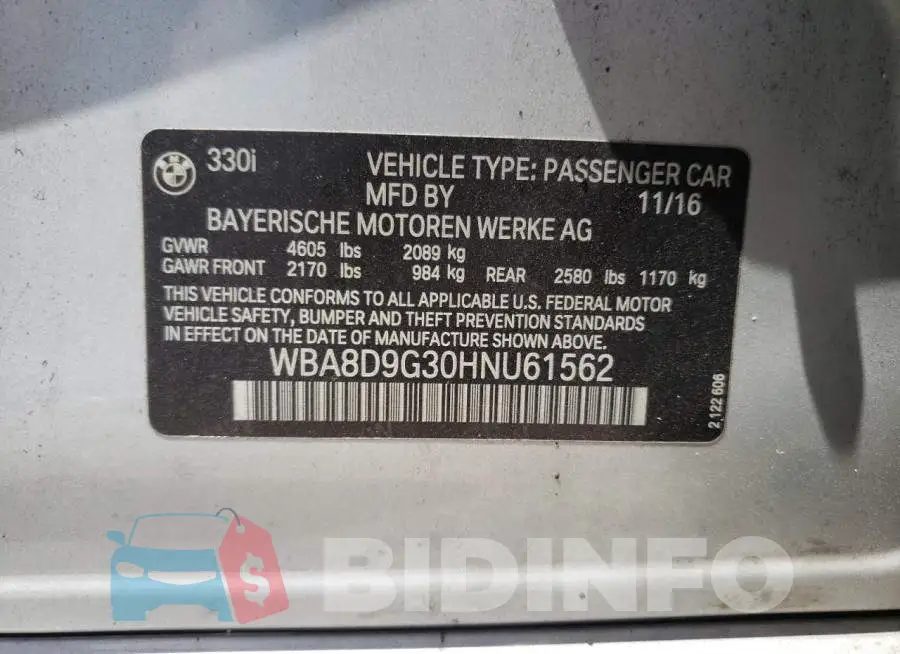 BMW
330i VEHICLE TYPE: PASSENGER CAR
MFD BY 11/16
BAYERISCHE MOTOREN WERKE AG
GVWR 4605 lbs 2089 kg
GAWR FRONT 2170 lbs 984 kg REAR 2580 lbs 1170 kg
THIS VEHICLE CONFORMS TO ALL APPLICABLE U.S. FEDERAL MOTOR
VEHICLE SAFETY, BUMPER AND THEFT PREVENTION STANDARDS
IN EFFECT ON THE DATE OF MANUFACTURE SHOWN ABOVE.
WBA8D9G30HNU61562
2 122 606
$ BIDINFO